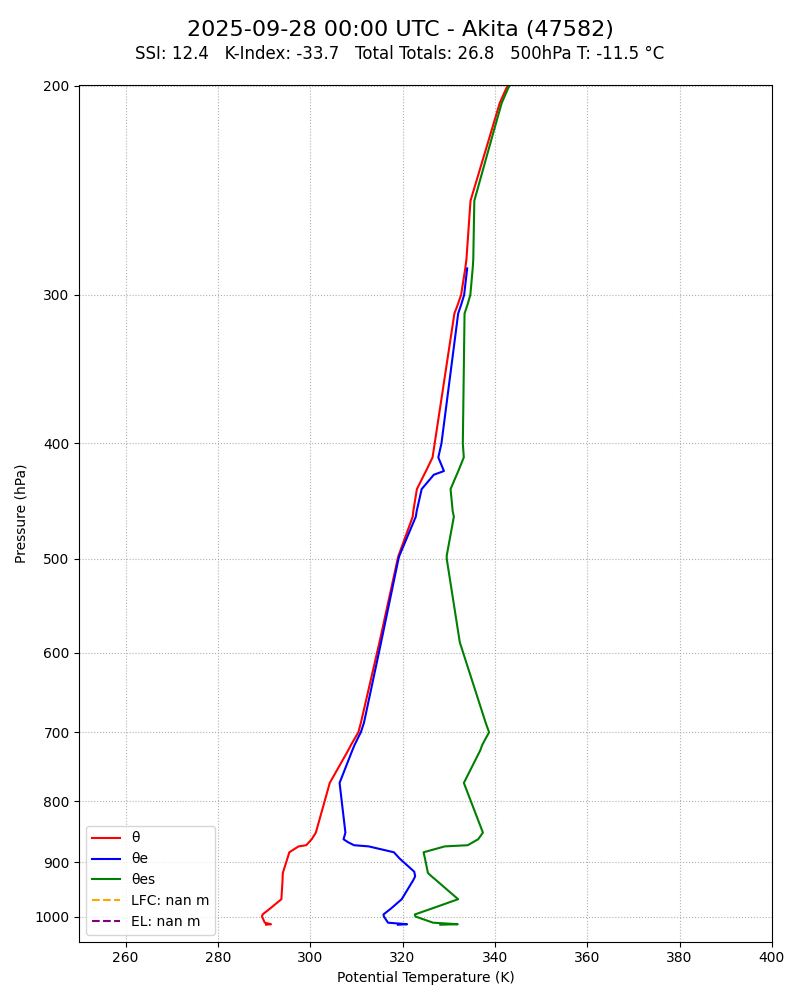 2025-09-28 00:00 UTC - Akita (47582)
SSI: 12.4   K-Index: -33.7   Total Totals: 26.8   500hPa T: -11.5 °C
200
300
400
500
600
700
800
900
1000
Pressure (hPa)
θ
θe
θes
LFC: nan m
EL: nan m
260
280
300
320
340
360
380
400
Potential Temperature (K)